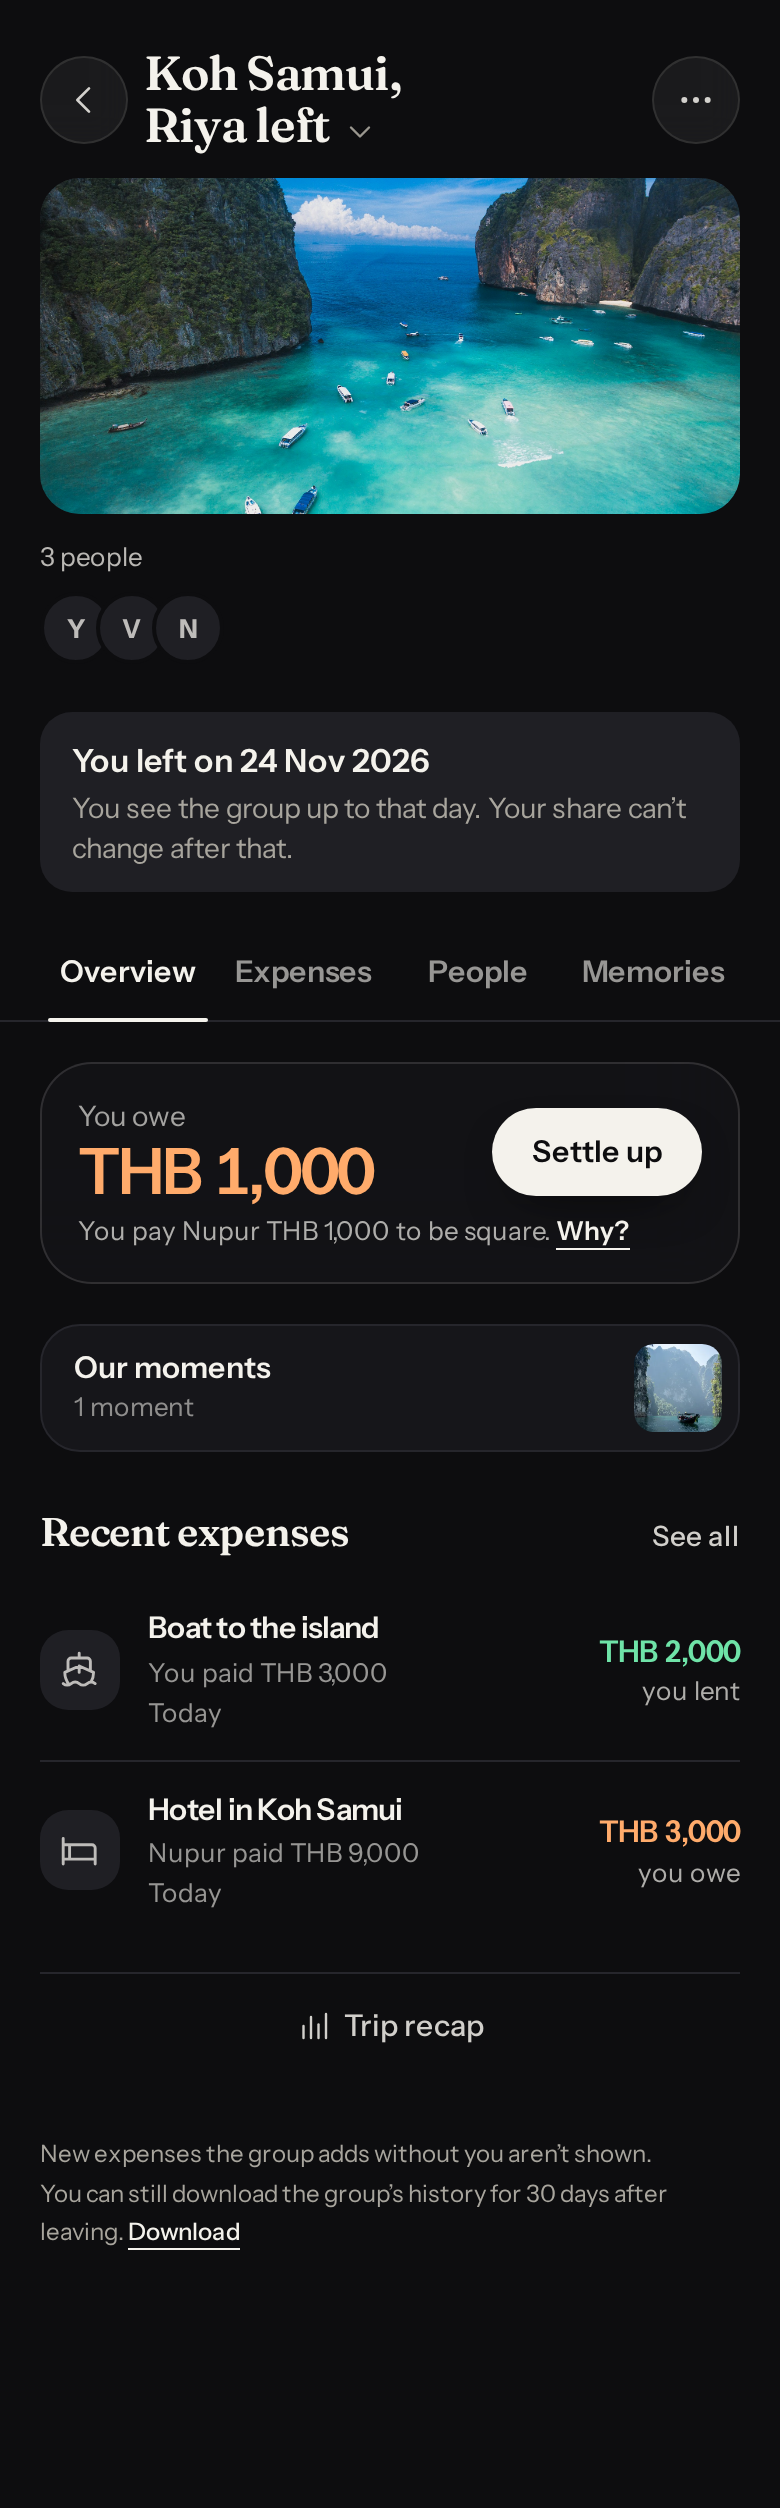 Koh Samui,
Riya left
3 people
Y V N
You left on 24 Nov 2026
You see the group up to that day. Your share can’t
change after that.
Overview Expenses People Memories
You owe
THB 1,000
Settle up
You pay Nupur THB 1,000 to be square. Why?
Our moments
1 moment
Recent expenses
See all
Boat to the island
You paid THB 3,000
Today
THB 2,000
you lent
Hotel in Koh Samui
Nupur paid THB 9,000
Today
THB 3,000
you owe
Trip recap
New expenses the group adds without you aren’t shown.
You can still download the group’s history for 30 days after
leaving. Download